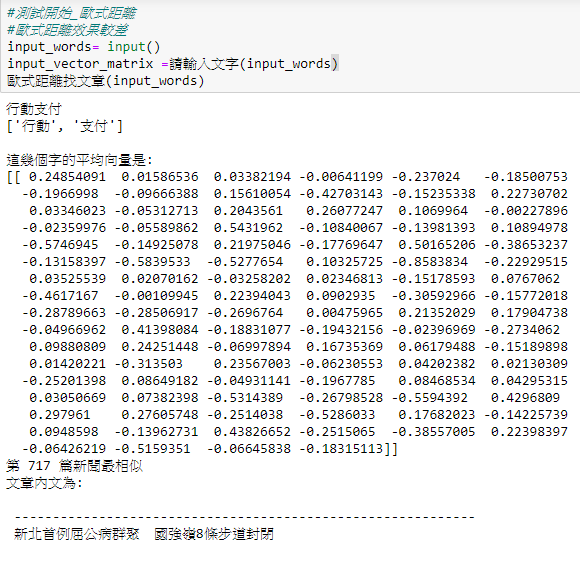 #測試開始_歐式距離
#歐式距離效果較差
input_words= input()
input_vector_matrix =請輸入文字(input_words)
歐式距離找文章(input_words)
行動支付
['行動', '支付']
這幾個字的平均向量是:
[[ 0.24854091  0.01586536  0.03382194 -0.00641199 -0.237024   -0.18500753
  -0.1966998  -0.09666388  0.15610054 -0.42703143 -0.15235338  0.22730702
   0.03346023 -0.05312713  0.2043561   0.26077247  0.1069964  -0.00227896
  -0.02359976 -0.05589862  0.5431962  -0.10840067 -0.13981393  0.10894978
  -0.5746945  -0.14925078  0.21975046 -0.17769647  0.50165206 -0.38653237
  -0.13158397 -0.5839533  -0.5277654   0.10325725 -0.8583834  -0.22929515
   0.03525539  0.02070162 -0.03258202  0.02346813 -0.15178593  0.0767062
  -0.4617167  -0.00109945  0.22394043  0.0902935  -0.30592966 -0.15772018
  -0.28789663 -0.28506917 -0.2696764   0.00475965  0.21352029  0.17904738
  -0.04966962  0.41398084 -0.18831077 -0.19432156 -0.02396969 -0.2734062
   0.09880809  0.24251448 -0.06997894  0.16735369  0.06179488 -0.15189898
   0.01420221 -0.313503    0.23567003 -0.06230553  0.04202382  0.02130309
  -0.25201398  0.08649182 -0.04931141 -0.1967785   0.08468534  0.04295315
   0.03050669  0.07382398 -0.5314389  -0.26798528 -0.5594392   0.4296809
   0.297961    0.27605748 -0.2514038  -0.5286033   0.17682023 -0.14225739
   0.0948598  -0.13962731  0.43826652 -0.2515065  -0.38557005  0.22398397
  -0.06426219 -0.5159351  -0.06645838 -0.18315113]]
第 717 篇新聞最相似
文章內文為:
-----------------------------------------------------------
新北首例屈公病群聚  國強嶺8條步道封閉